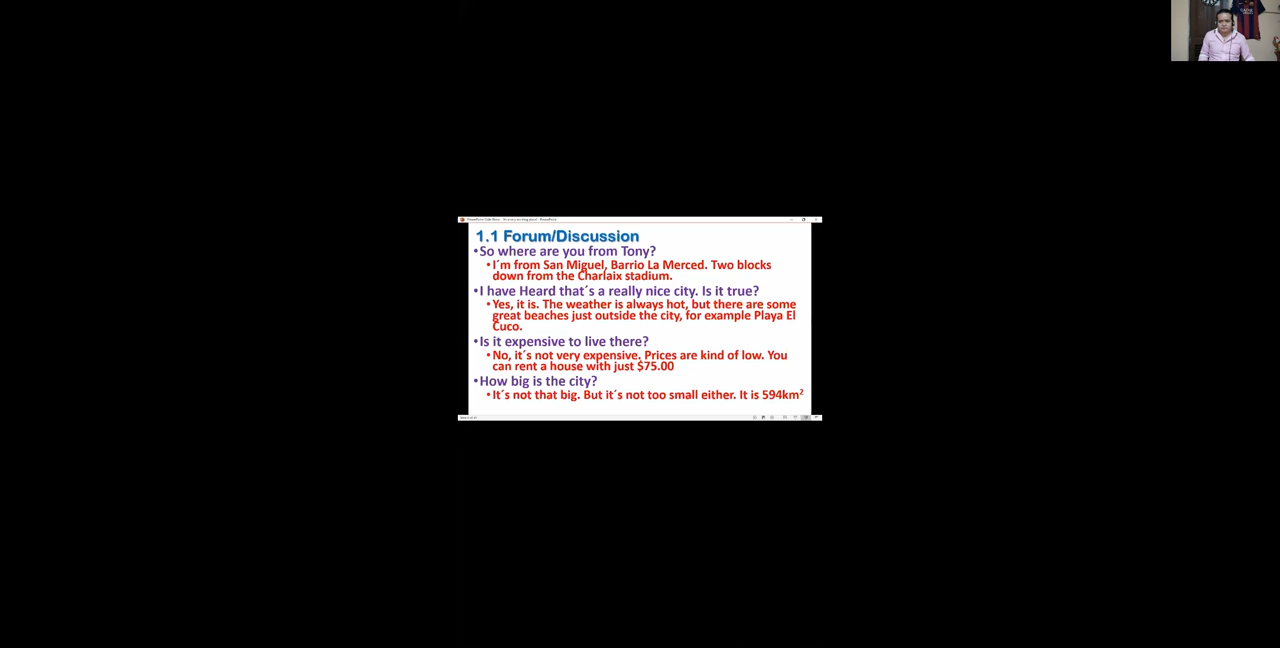 1.1 Forum/Discussion
•So where are you from Tony?
•I´m from San Miguel, Barrio La Merced. Two blocks
down from the Charlaix stadium.
•I have Heard that´s a really nice city. Is it true?
•Yes, it is. The weather is always hot, but there are some
great beaches just outside the city, for example Playa El
Cuco.
•Is it expensive to live there?
•No, it´s not very expensive. Prices are kind of low. You
can rent a house with just $75.00
•How big is the city?
•It´s not that big. But it´s not too small either. It is 594km²